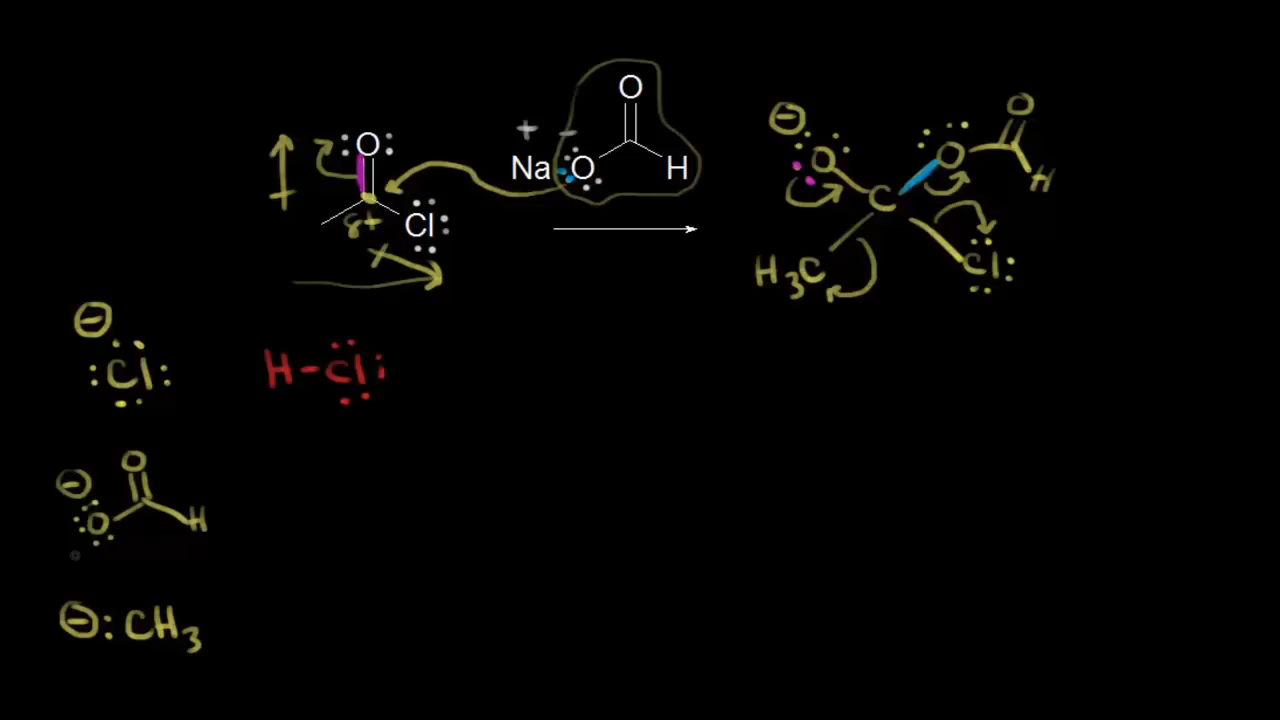 O
O
Na + −
O
H
δ+
Cl
⊖
O
O
O
C
H
H3C
Cl
⊖
Cl
H-Cl
O
⊖
O
H
⊖:CH3